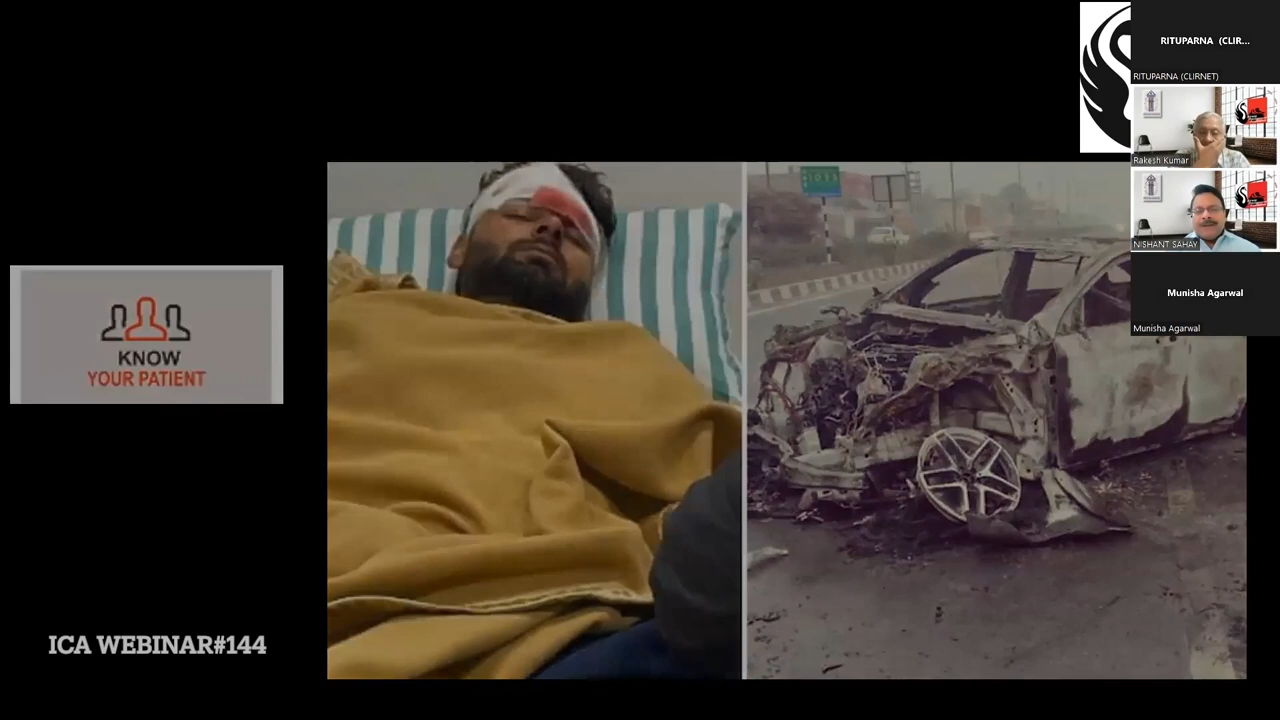 KNOW
YOUR PATIENT
ICA WEBINAR#144
RITUPARNA (CLIR...
RITUPARNA (CLIRNET)
Rakesh Kumar
NISHANT SAHAY
Munisha Agarwal
Munisha Agarwal